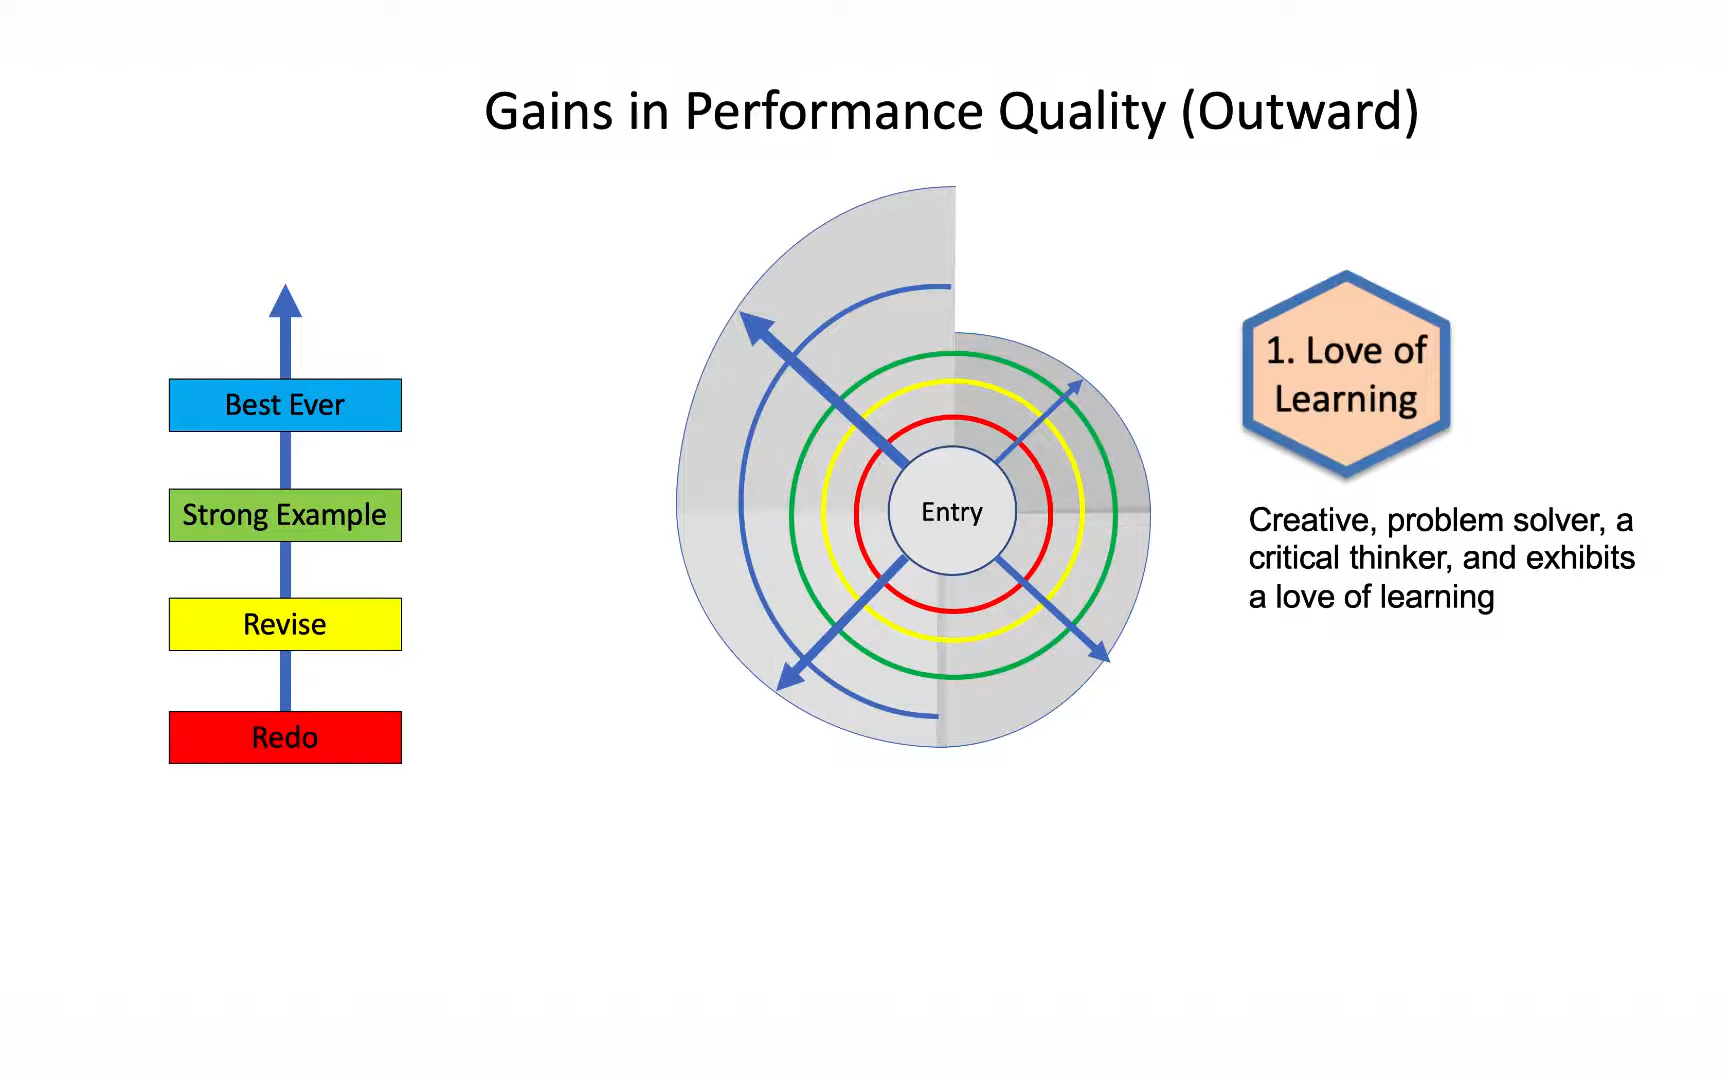 Gains in Performance Quality (Outward)
Best Ever
Strong Example
Revise
Redo
Entry
1. Love of
Learning
Creative, problem solver, a
critical thinker, and exhibits
a love of learning